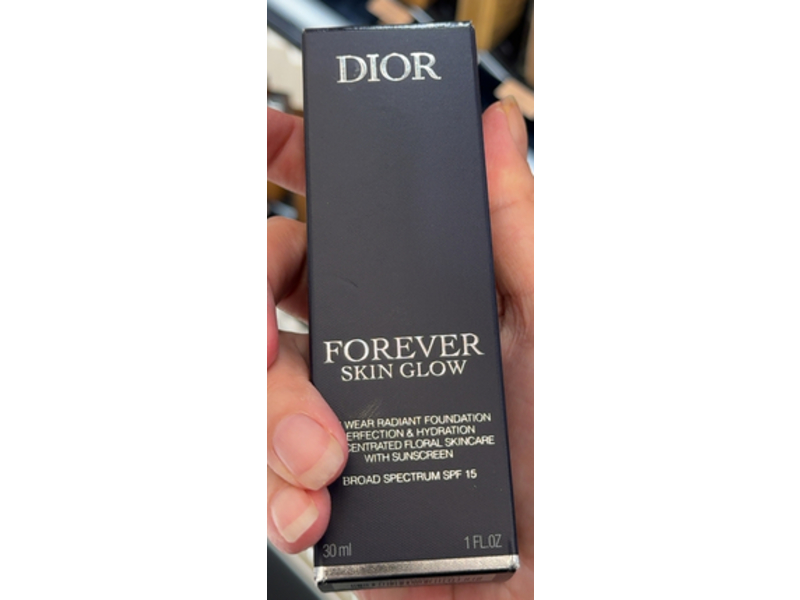 DIOR
FOREVER
SKIN GLOW
WEAR RADIANT FOUNDATION
ERFECTION & HYDRATION
CENTRATED FLORAL SKINCARE
WITH SUNSCREEN
BROAD SPECTRUM SPF 15
30 ml 1 FL.OZ